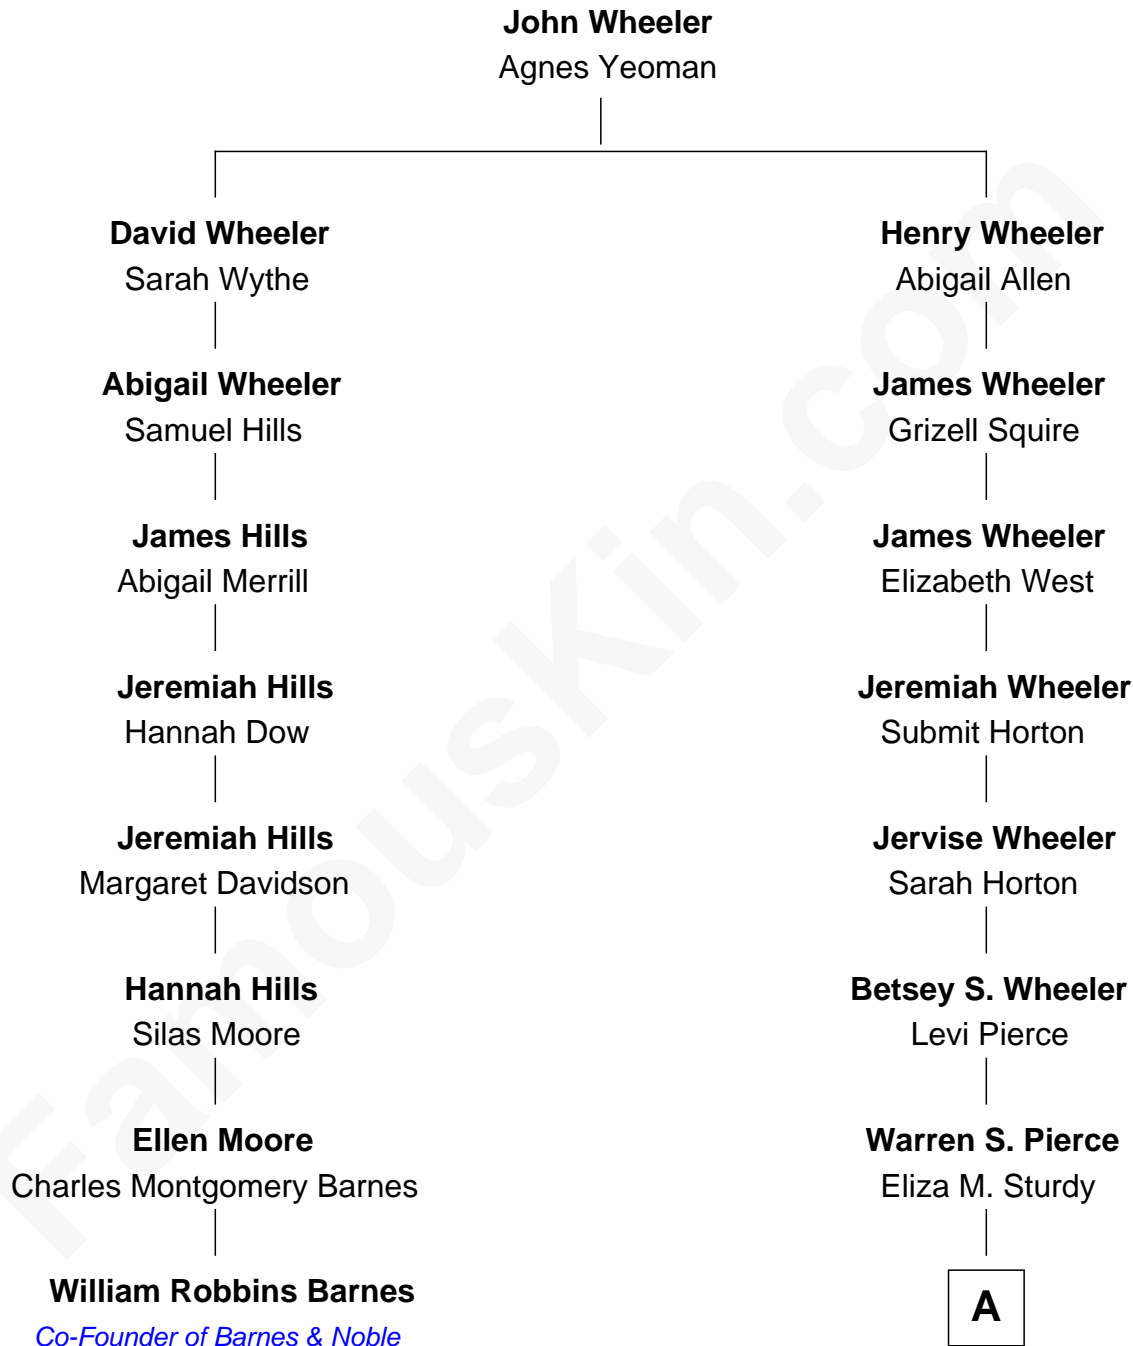 John Wheeler
Agnes Yeoman
David Wheeler
Sarah Wythe
Abigail Wheeler
Samuel Hills
James Hills
Abigail Merrill
Jeremiah Hills
Hannah Dow
Jeremiah Hills
Margaret Davidson
Hannah Hills
Silas Moore
Ellen Moore
Charles Montgomery Barnes
William Robbins Barnes
Co-Founder of Barnes & Noble
Henry Wheeler
Abigail Allen
James Wheeler
Grizell Squire
James Wheeler
Elizabeth West
Jeremiah Wheeler
Submit Horton
Jervise Wheeler
Sarah Horton
Betsey S. Wheeler
Levi Pierce
Warren S. Pierce
Eliza M. Sturdy
A
FamousKin.com